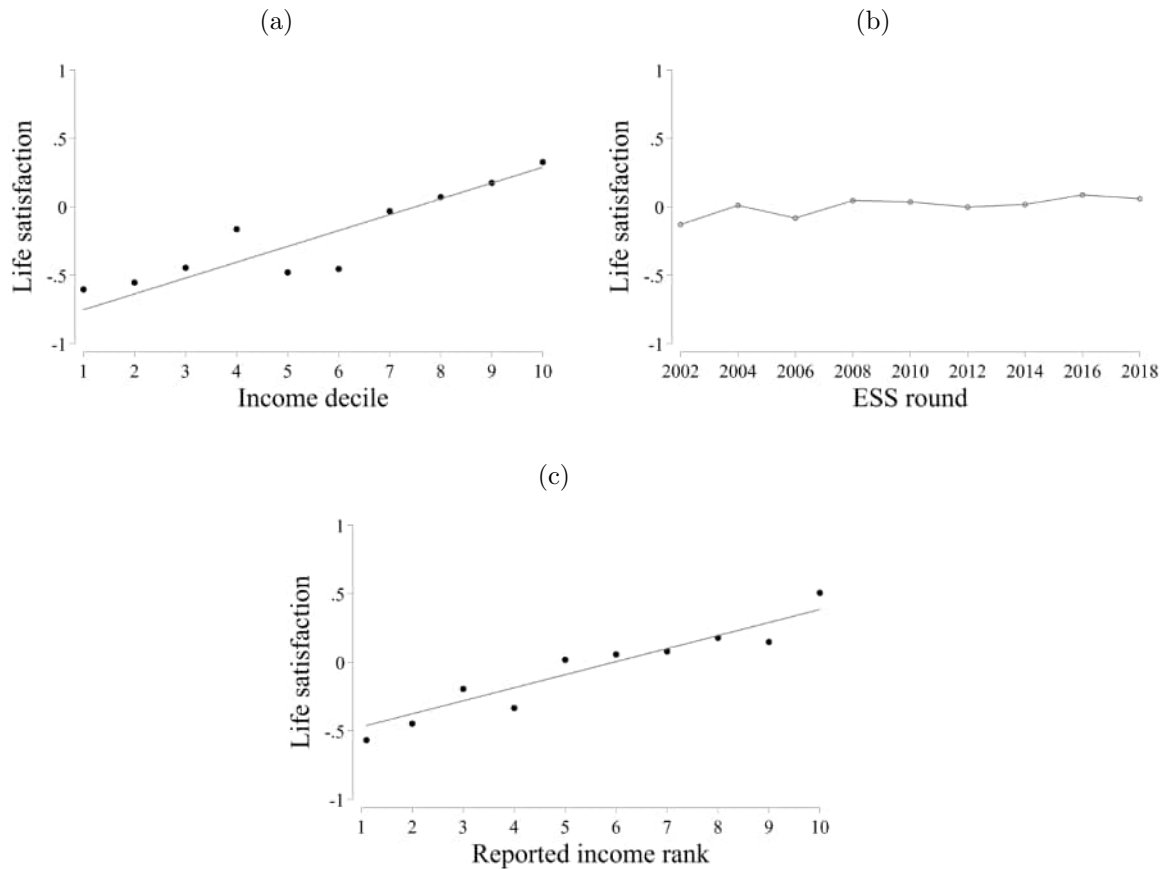 (a)
(b)
1
.5
0
-.5
-1
Life satisfaction
1 2 3 4 5 6 7 8 9 10
Income decile
1
.5
0
-.5
-1
Life satisfaction
2002 2004 2006 2008 2010 2012 2014 2016 2018
ESS round
(c)
1
.5
0
-.5
-1
Life satisfaction
1 2 3 4 5 6 7 8 9 10
Reported income rank